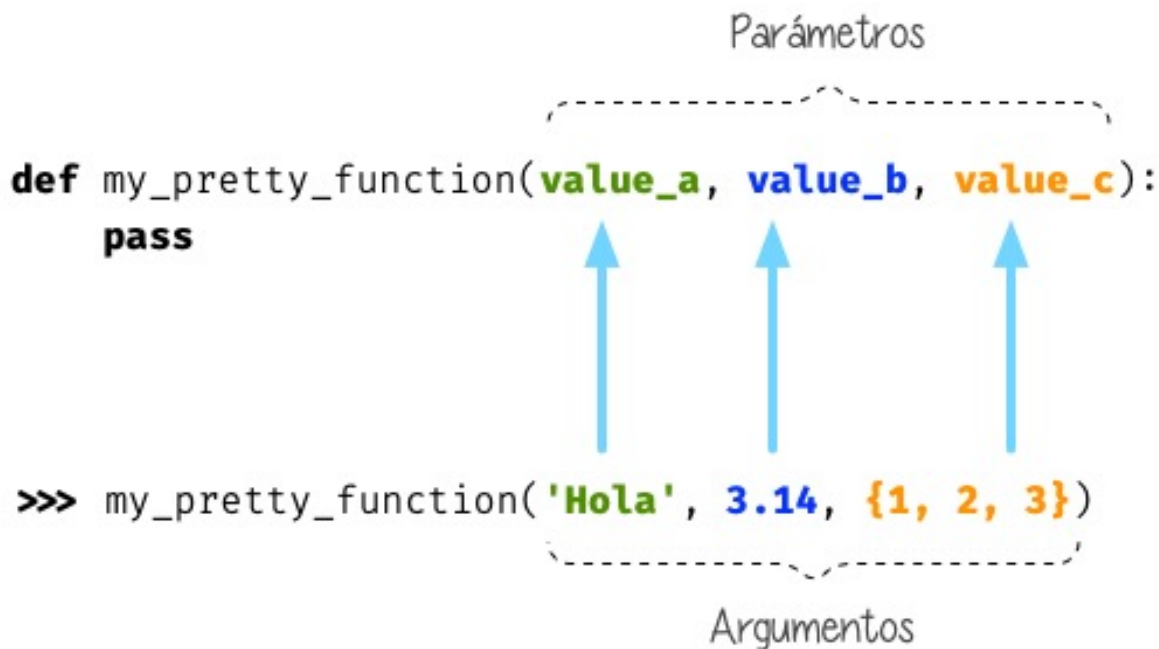 Parámetros
def my_pretty_function(value_a, value_b, value_c):
    pass
>>> my_pretty_function('Hola', 3.14, {1, 2, 3})
Argumentos